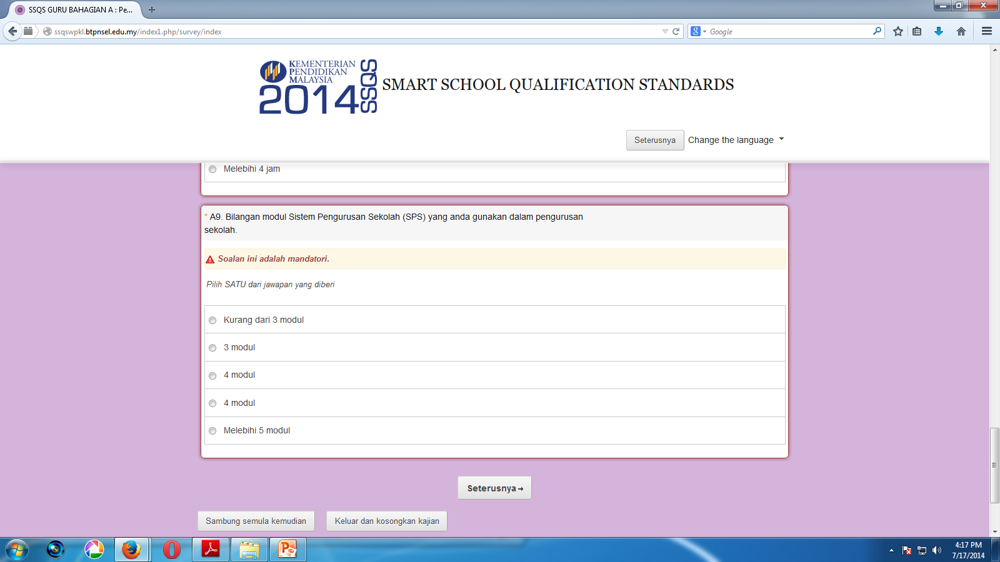 SSQS GURU BAHAGIAN A : Pe...
ssqswpkl.btpnsel.edu.my/index1.php/survey/index
Google
KEMENTERIAN
PENDIDIKAN
MALAYSIA
2014
SSQS
SMART SCHOOL QUALIFICATION STANDARDS
Seterusnya
Change the language
Melebihi 4 jam
* A9. Bilangan modul Sistem Pengurusan Sekolah (SPS) yang anda gunakan dalam pengurusan
sekolah.
Soalan ini adalah mandatori.
Pilih SATU dari jawapan yang diberi
Kurang dari 3 modul
3 modul
4 modul
4 modul
Melebihi 5 modul
Seterusnya
Sambung semula kemudian
Keluar dan kosongkan kajian
4:17 PM
7/17/2014